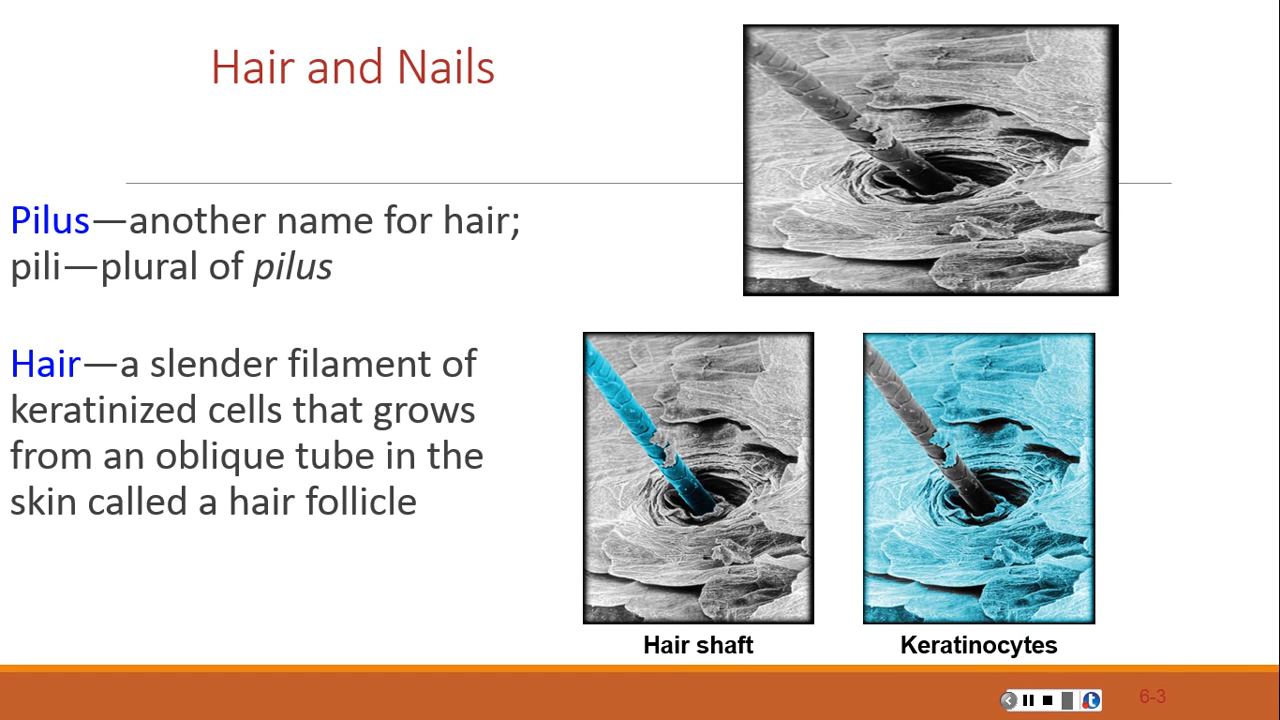 Hair and Nails
Pilus—another name for hair;
pili—plural of pilus
Hair—a slender filament of
keratinized cells that grows
from an oblique tube in the
skin called a hair follicle
Hair shaft
Keratinocytes
6-3